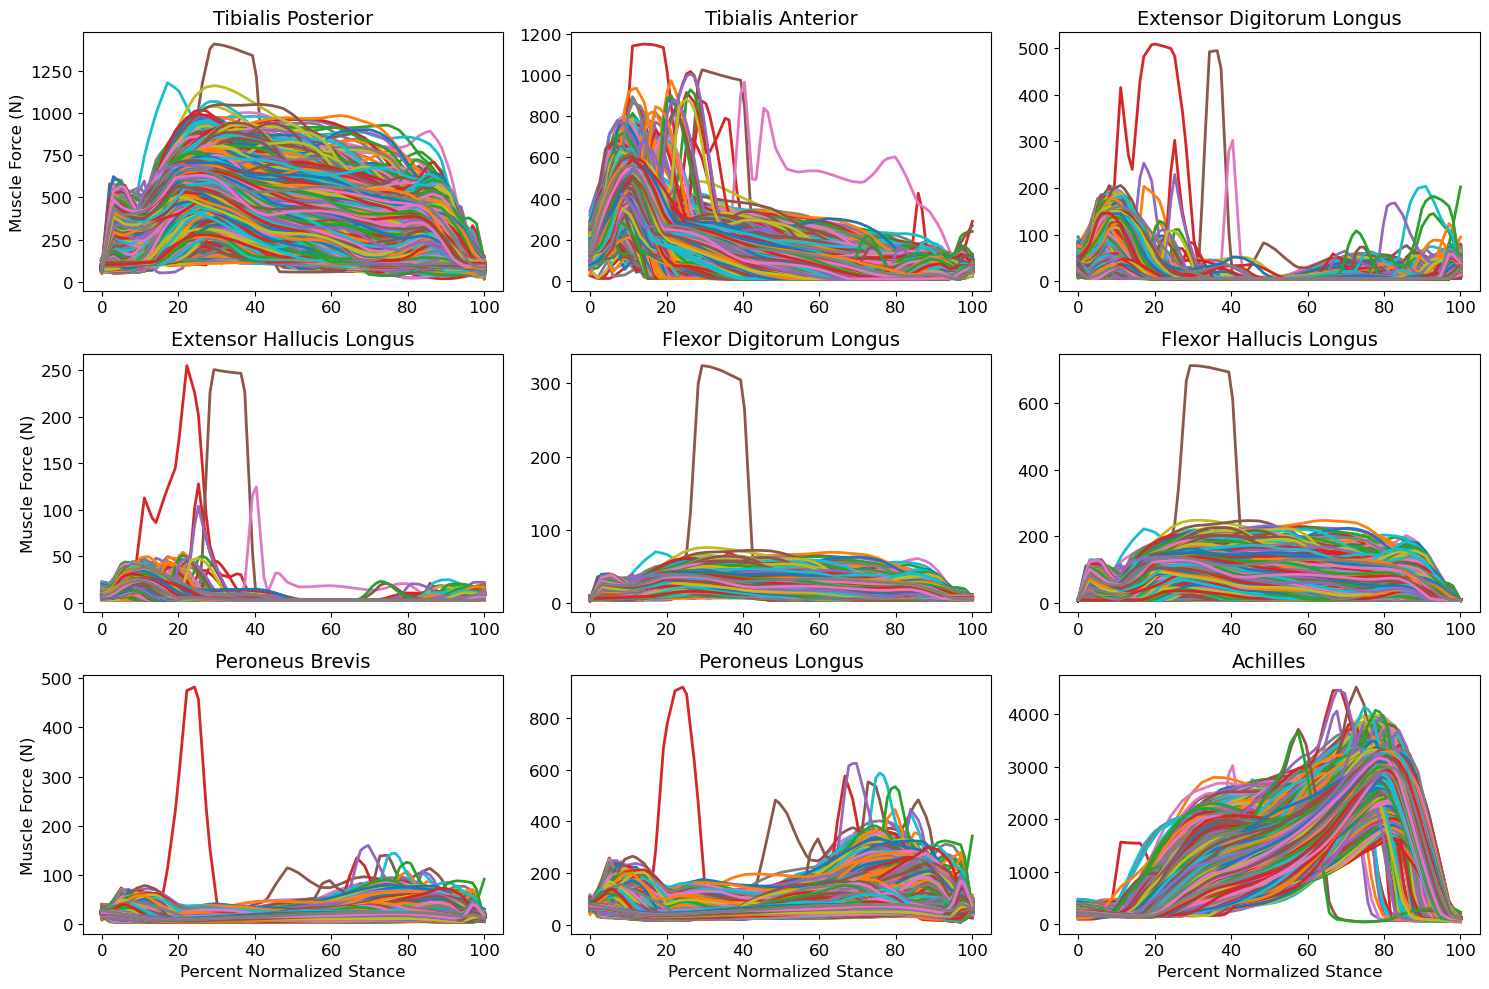 Tibialis Posterior
Muscle Force (N)
1250
1000
750
500
250
0
0 20 40 60 80 100
Tibialis Anterior
1200
1000
800
600
400
200
0
0 20 40 60 80 100
Extensor Digitorum Longus
500
400
300
200
100
0
0 20 40 60 80 100
Extensor Hallucis Longus
Muscle Force (N)
250
200
150
100
50
0
0 20 40 60 80 100
Flexor Digitorum Longus
300
200
100
0
0 20 40 60 80 100
Flexor Hallucis Longus
600
400
200
0
0 20 40 60 80 100
Peroneus Brevis
Muscle Force (N)
500
400
300
200
100
0
0 20 40 60 80 100
Percent Normalized Stance
Peroneus Longus
800
600
400
200
0
0 20 40 60 80 100
Percent Normalized Stance
Achilles
4000
3000
2000
1000
0
0 20 40 60 80 100
Percent Normalized Stance